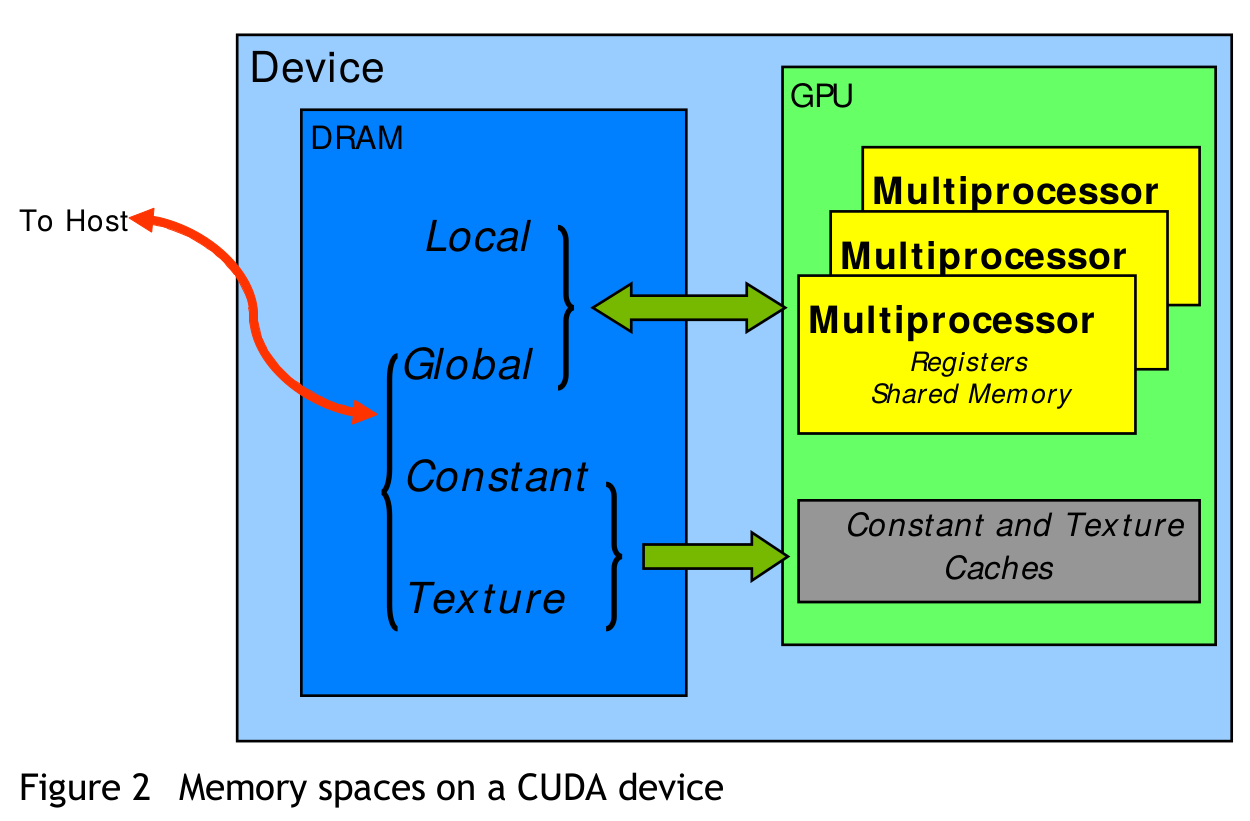 Device
GPU
DRAM
To Host
Local
Global
Constant
Texture
Multiprocessor
Multiprocessor
Multiprocessor
Registers
Shared Memory
Constant and Texture
Caches
Figure 2 Memory spaces on a CUDA device